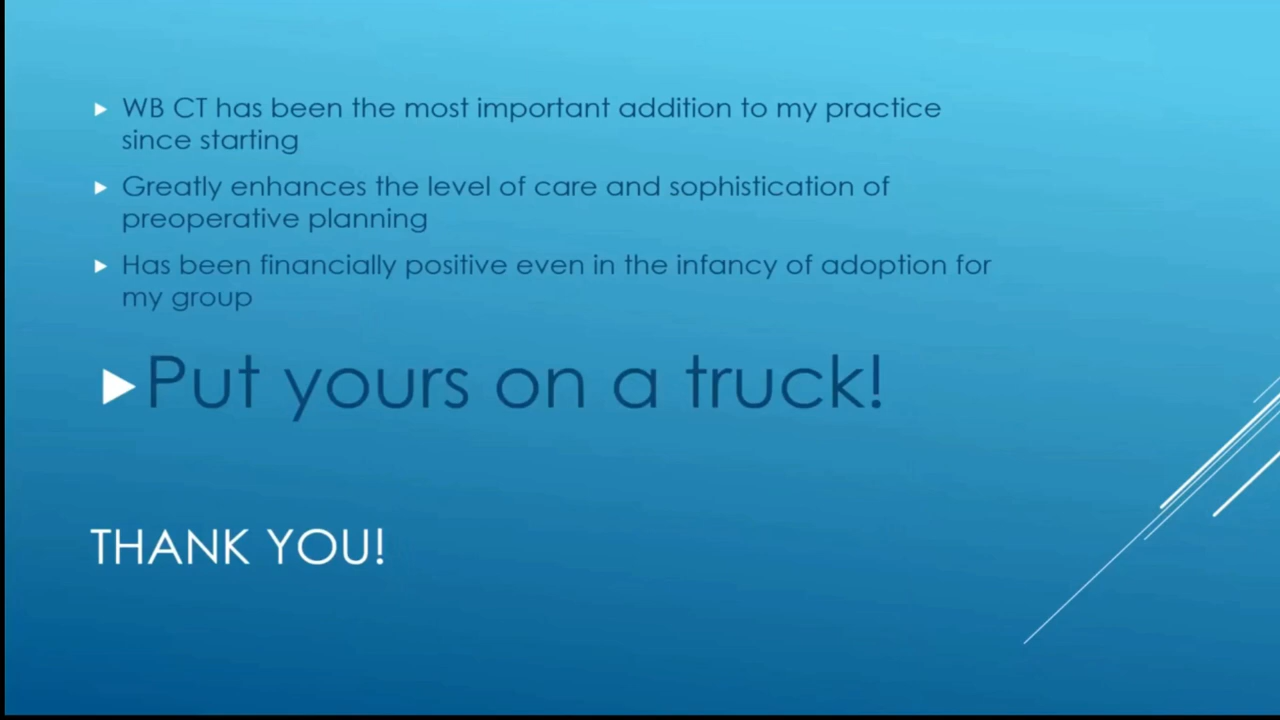 WB CT has been the most important addition to my practice
since starting
Greatly enhances the level of care and sophistication of
preoperative planning
Has been financially positive even in the infancy of adoption for
my group
Put yours on a truck!
THANK YOU!